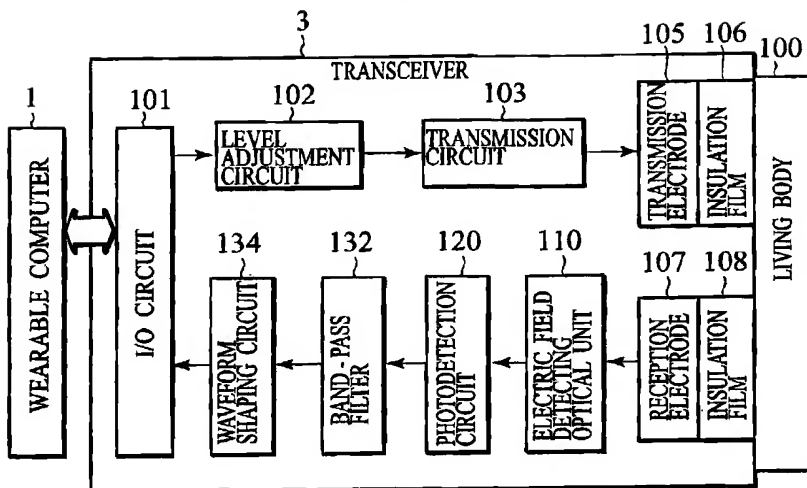 3
TRANSCEIVER
105
106
100
1
101
102
103
WEARABLE COMPUTER
I/O CIRCUIT
LEVEL
ADJUSTMENT
CIRCUIT
TRANSMISSION
CIRCUIT
TRANSMISSION
ELECTRODE
INSULATION
FILM
LIVING BODY
134
132
120
110
107
108
WAVEFORM
SHAPING CIRCUIT
BAND-PASS
FILTER
PHOTODETECTION
CIRCUIT
ELECTRIC FIELD
DETECTING
OPTICAL UNIT
RECEPTION
ELECTRODE
INSULATION
FILM